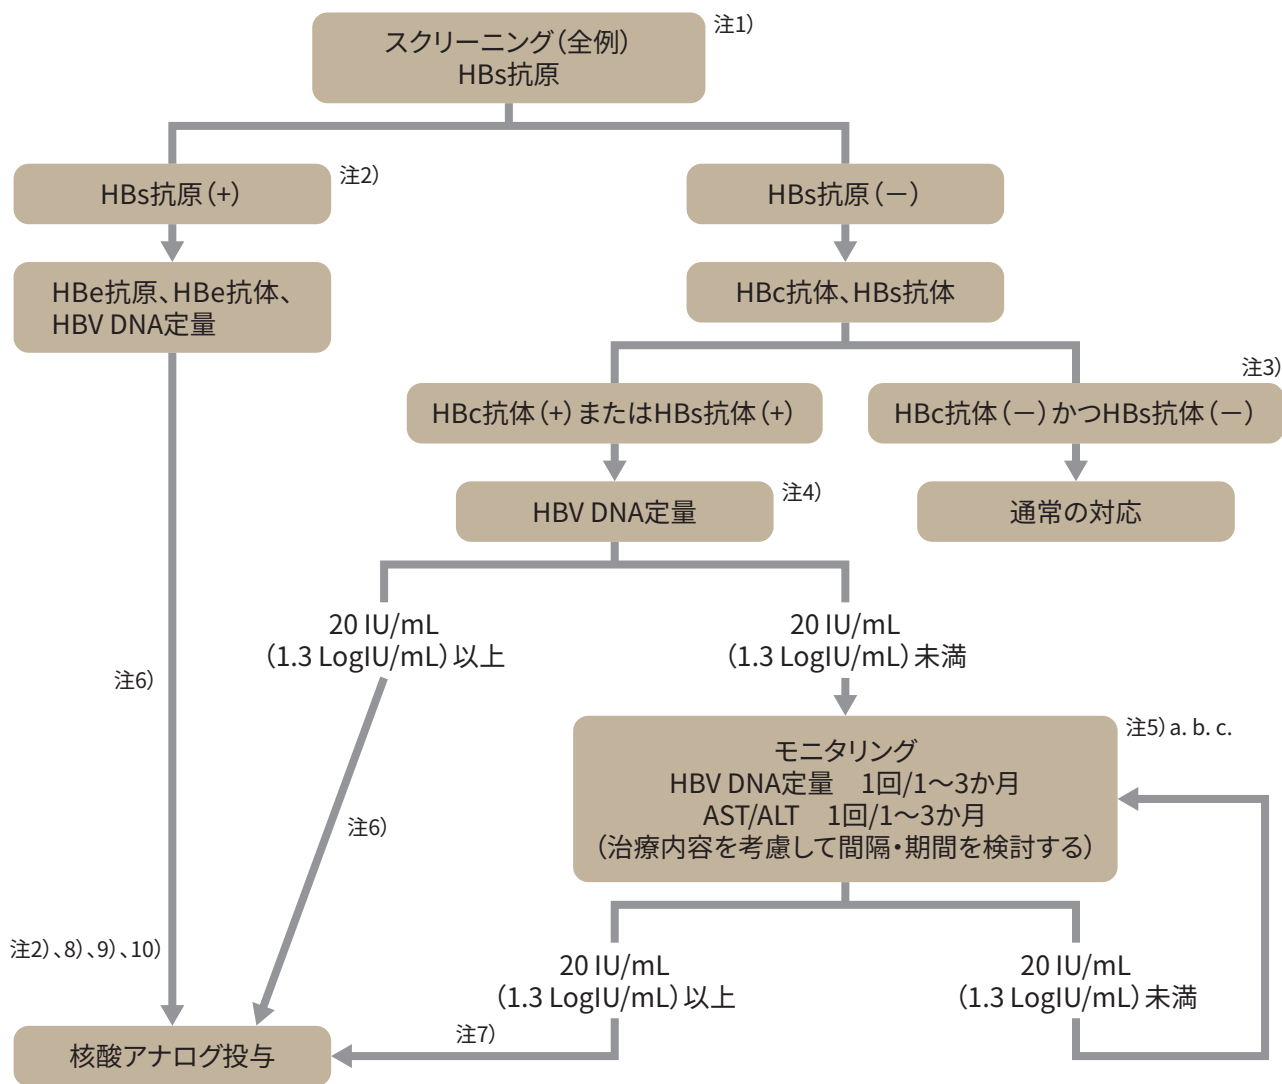 スクリーニング（全例）
HBs抗原
注1）
HBs抗原（+）
注2）
HBs抗原（－）
HBe抗原、HBe抗体、
HBV DNA定量
HBc抗体、HBs抗体
注3）
HBc抗体（+）またはHBs抗体（+）
HBc抗体（－）かつHBs抗体（－）
HBV DNA定量
注4）
通常の対応
20 IU/mL
（1.3 LogIU/mL）以上
20 IU/mL
（1.3 LogIU/mL）未満
注6）
モニタリング
HBV DNA定量　1回/1～3か月
AST/ALT　1回/1～3か月
（治療内容を考慮して間隔・期間を検討する）
注5）a. b. c.
注6）
注2）、8）、9）、10）
20 IU/mL
（1.3 LogIU/mL）以上
20 IU/mL
（1.3 LogIU/mL）未満
注7）
核酸アナログ投与